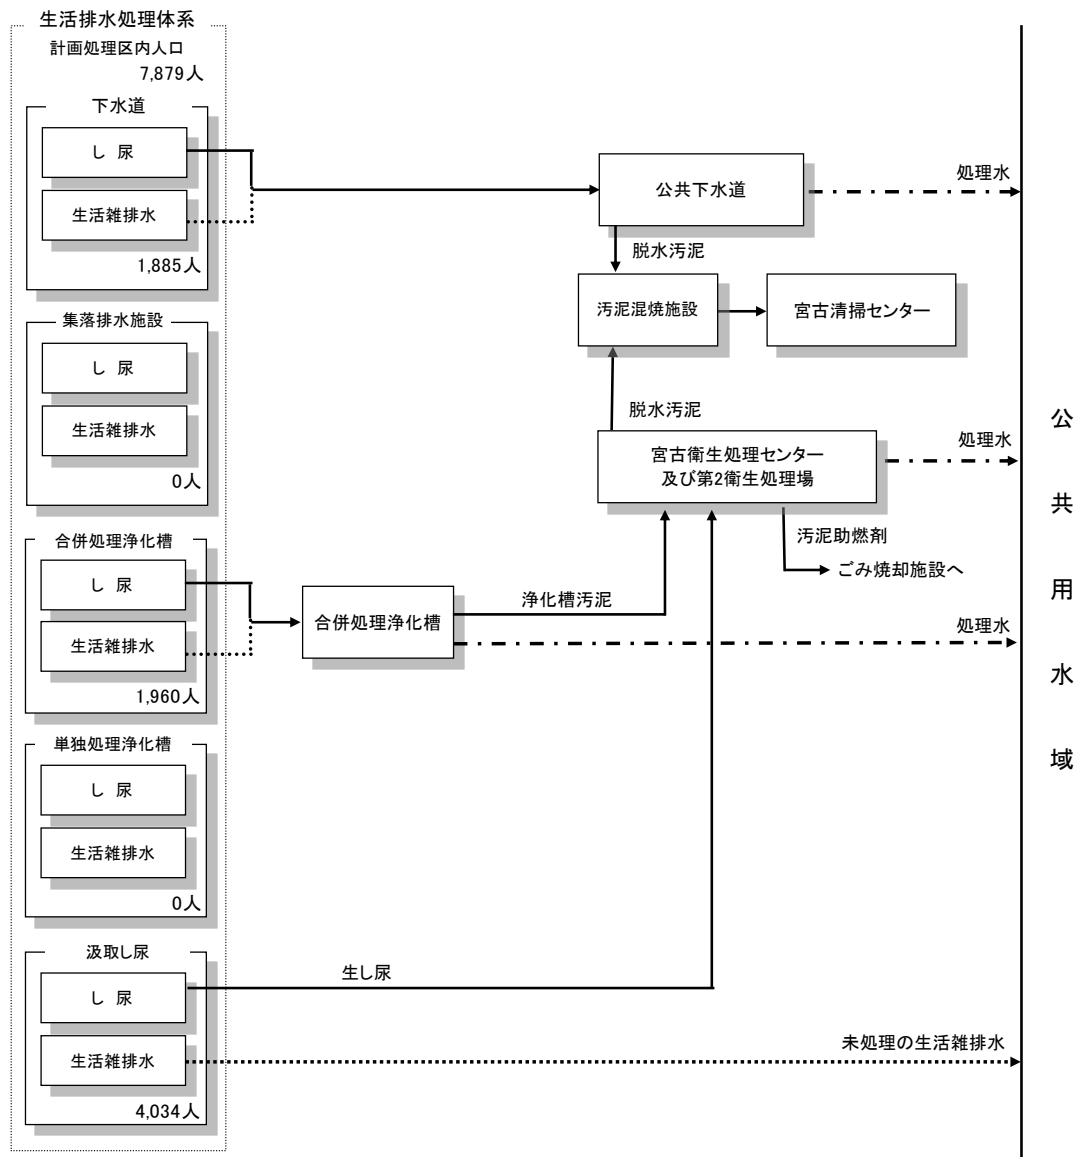 生活排水処理体系
計画処理区内人口
7,879人
下水道
し 尿
生活雑排水
1,885人
集落排水施設
し 尿
生活雑排水
0人
合併処理浄化槽
し 尿
生活雑排水
1,960人
単独処理浄化槽
し 尿
生活雑排水
0人
汲取し尿
し 尿
生活雑排水
4,034人
公共下水道
処理水
脱水汚泥
汚泥混焼施設
宮古清掃センター
脱水汚泥
宮古衛生処理センター
及び第2衛生処理場
処理水
汚泥助燃剤
ごみ焼却施設へ
合併処理浄化槽
浄化槽汚泥
処理水
生し尿
未処理の生活雑排水
公共用水域